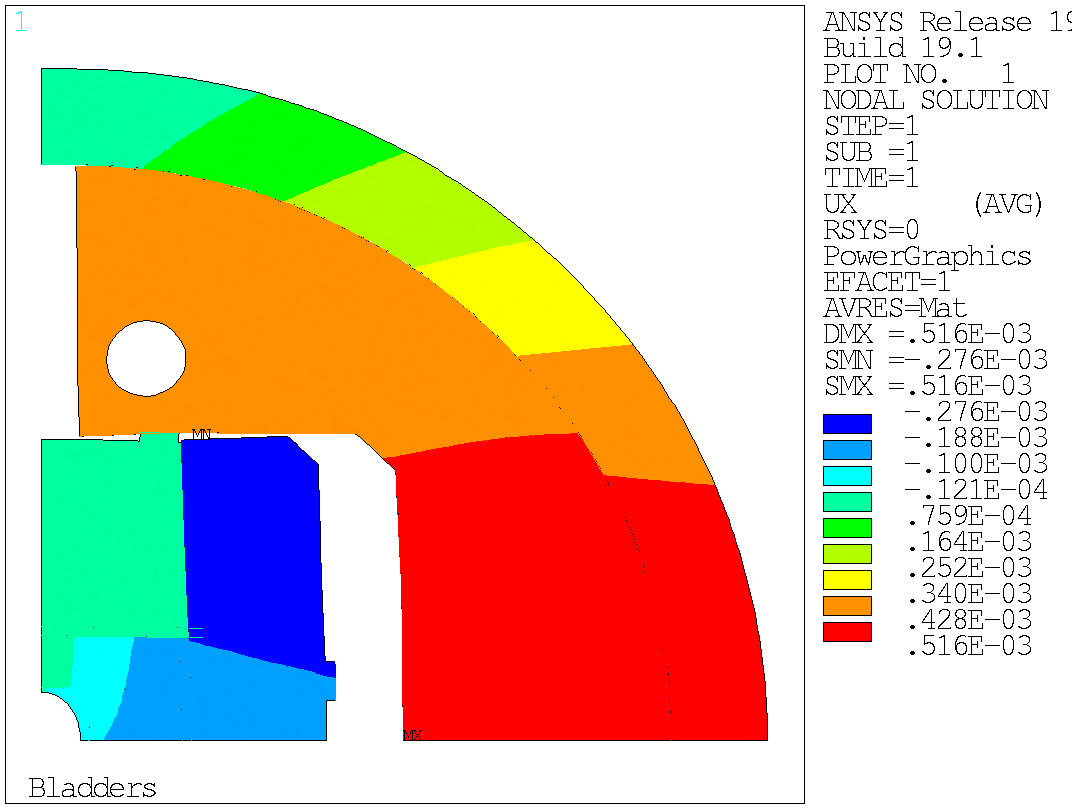 1
ANSYS Release 19
Build 19.1
PLOT NO.   1
NODAL SOLUTION
STEP=1
SUB =1
TIME=1
UX       (AVG)
RSYS=0
PowerGraphics
EFACET=1
AVRES=Mat
DMX =.516E-03
SMN =-.276E-03
SMX =.516E-03
-.276E-03
-.188E-03
-.100E-03
-.121E-04
.759E-04
.164E-03
.252E-03
.340E-03
.428E-03
.516E-03
MN
MX
Bladders